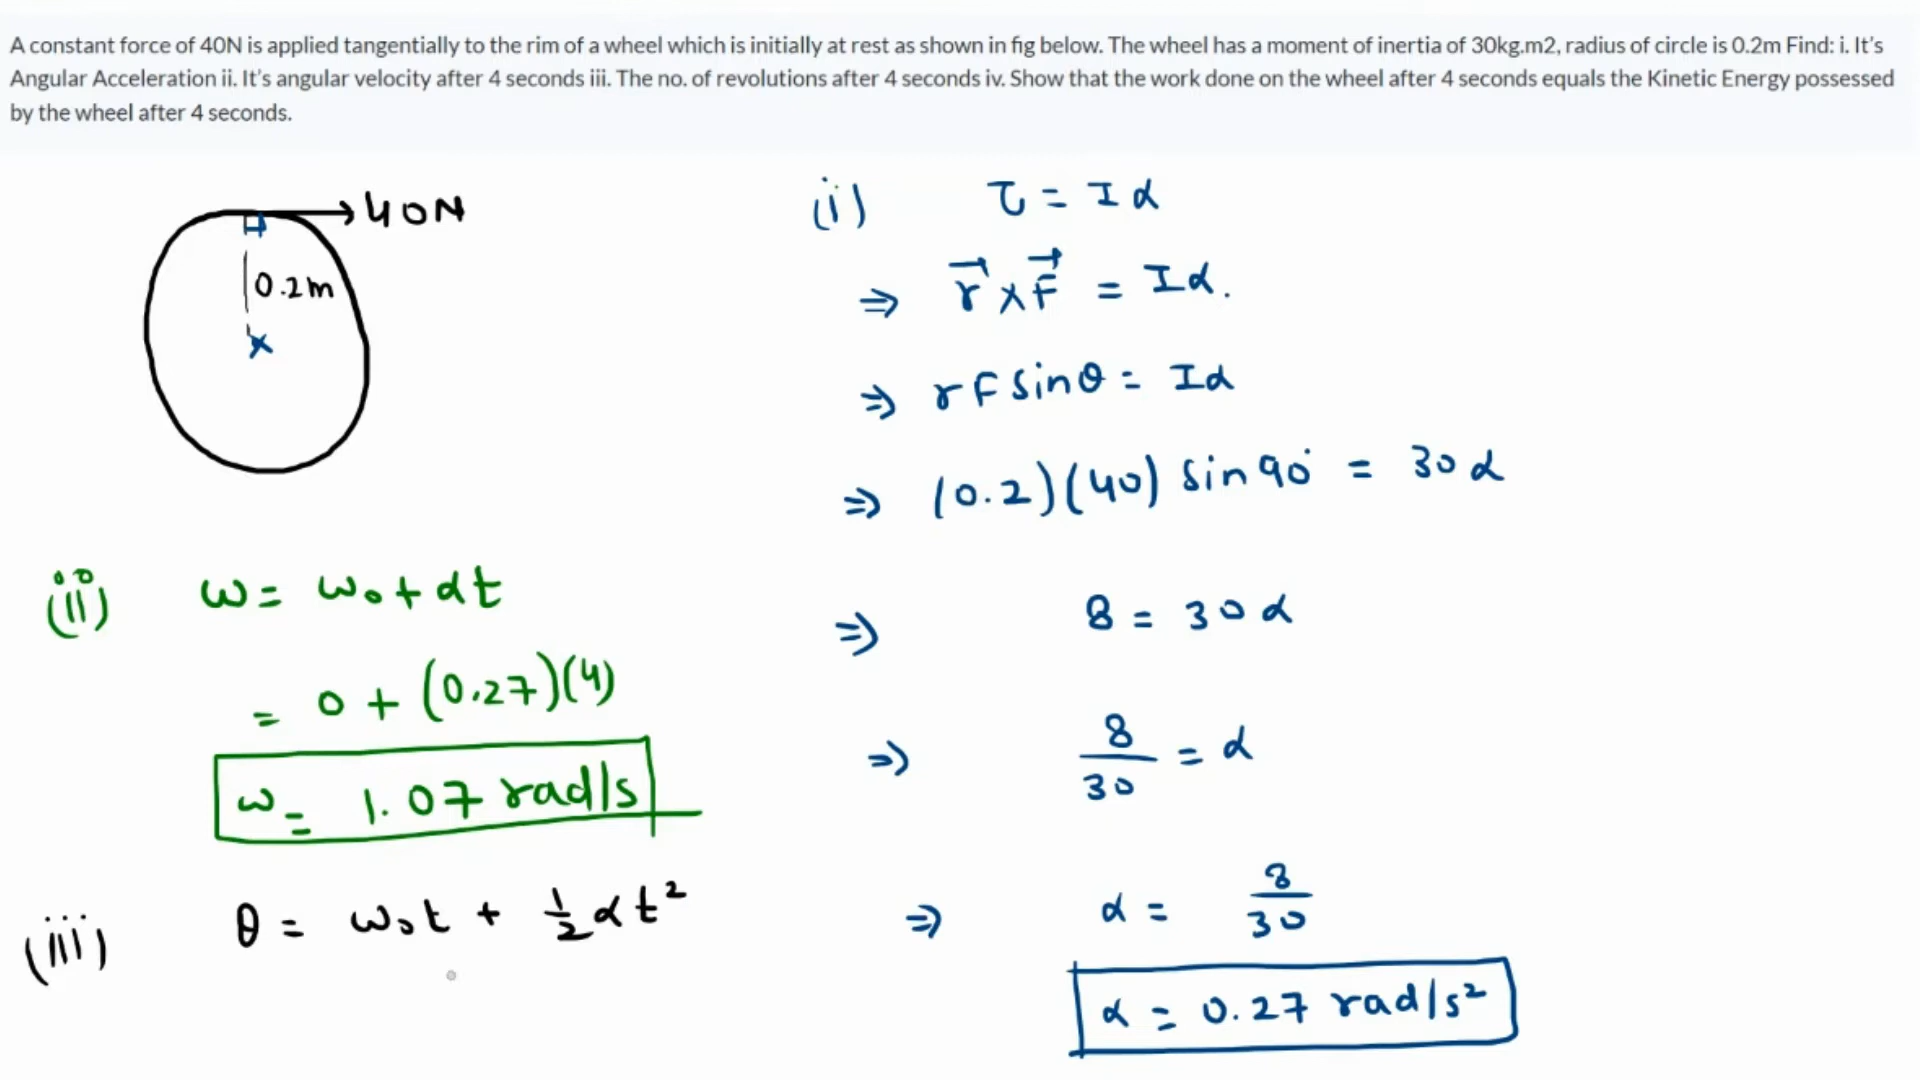 A constant force of 40N is applied tangentially to the rim of a wheel which is initially at rest as shown in fig below. The wheel has a moment of inertia of 30kg.m2, radius of circle is 0.2m Find: i. It's
Angular Acceleration ii. It's angular velocity after 4 seconds iii. The no. of revolutions after 4 seconds iv. Show that the work done on the wheel after 4 seconds equals the Kinetic Energy possessed
by the wheel after 4 seconds.
40N
0.2m
(i) τ = Iα
⇒ r⃗ × F⃗ = Iα.
⇒ rF sinθ = Iα
⇒ (0.2)(40) sin90° = 30α
⇒ 8 = 30α
⇒ 8/30 = α
⇒ α = 8/30
α = 0.27 rad/s²
(ii) ω = ω₀ + αt
= 0 + (0.27)(4)
ω = 1.07 rad/s
(iii) θ = ω₀t + ½αt²